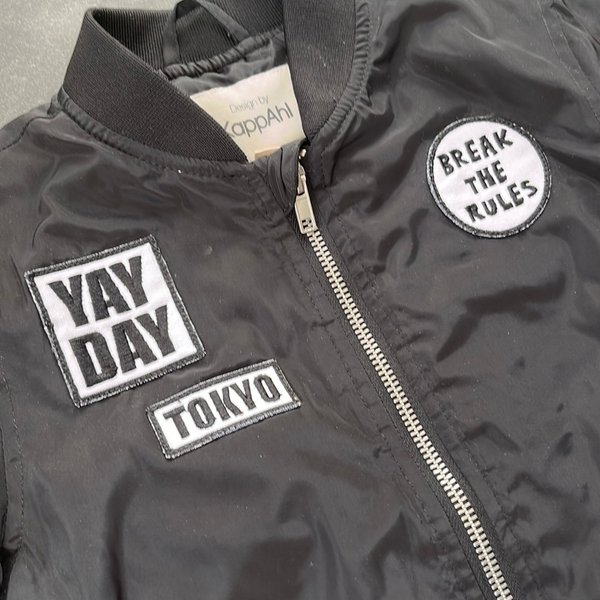 Design by
KappAhl
BREAK
THE
RULES
YAY
DAY
TOKYO